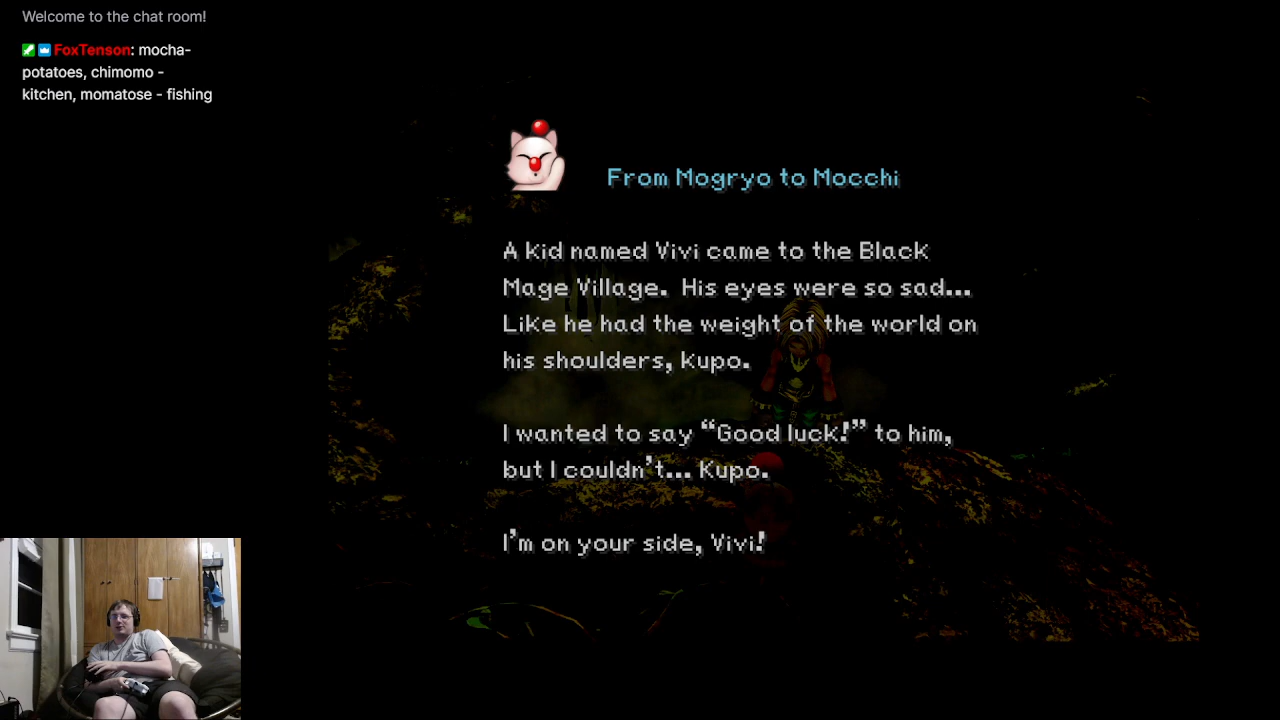 Welcome to the chat room!
FoxTenson: mocha-
potatoes, chimomo -
kitchen, momatose - fishing
From Mogryo to Mocchi
A kid named Vivi came to the Black
Mage Village. His eyes were so sad...
Like he had the weight of the world on
his shoulders, Kupo.
I wanted to say “Good luck!” to him,
but I couldn't... Kupo.
I'm on your side, Vivi!